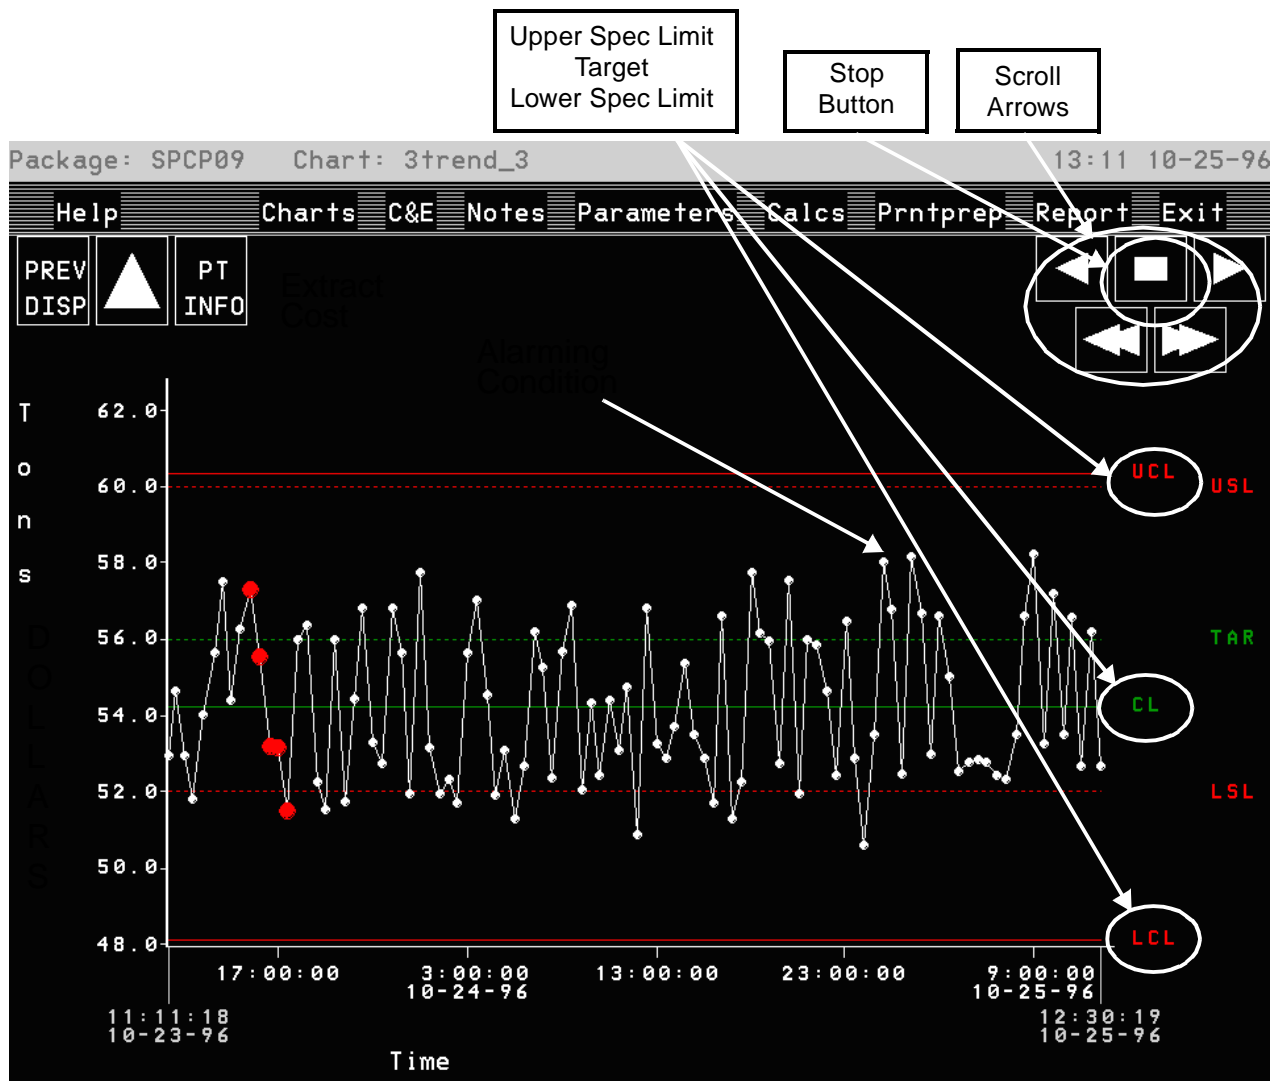 Upper Spec Limit
Target
Lower Spec Limit
Stop
Button
Scroll
Arrows
Package: SPCP09 Chart: 3trend_3 13:11 10-25-96
Help Charts C&E Notes Parameters Calcs Prntprep Report Exit
PREV
DISP
PT
INFO
Extract
Cost
Alarming
Condition
Tons
DOLLARS
62.0
60.0
58.0
56.0
54.0
52.0
50.0
48.0
UCL
USL
TAR
CL
LSL
LCL
17:00:00 3:00:00 13:00:00 23:00:00 9:00:00
10-24-96 10-25-96
11:11:18 12:30:19
10-23-96 10-25-96
Time